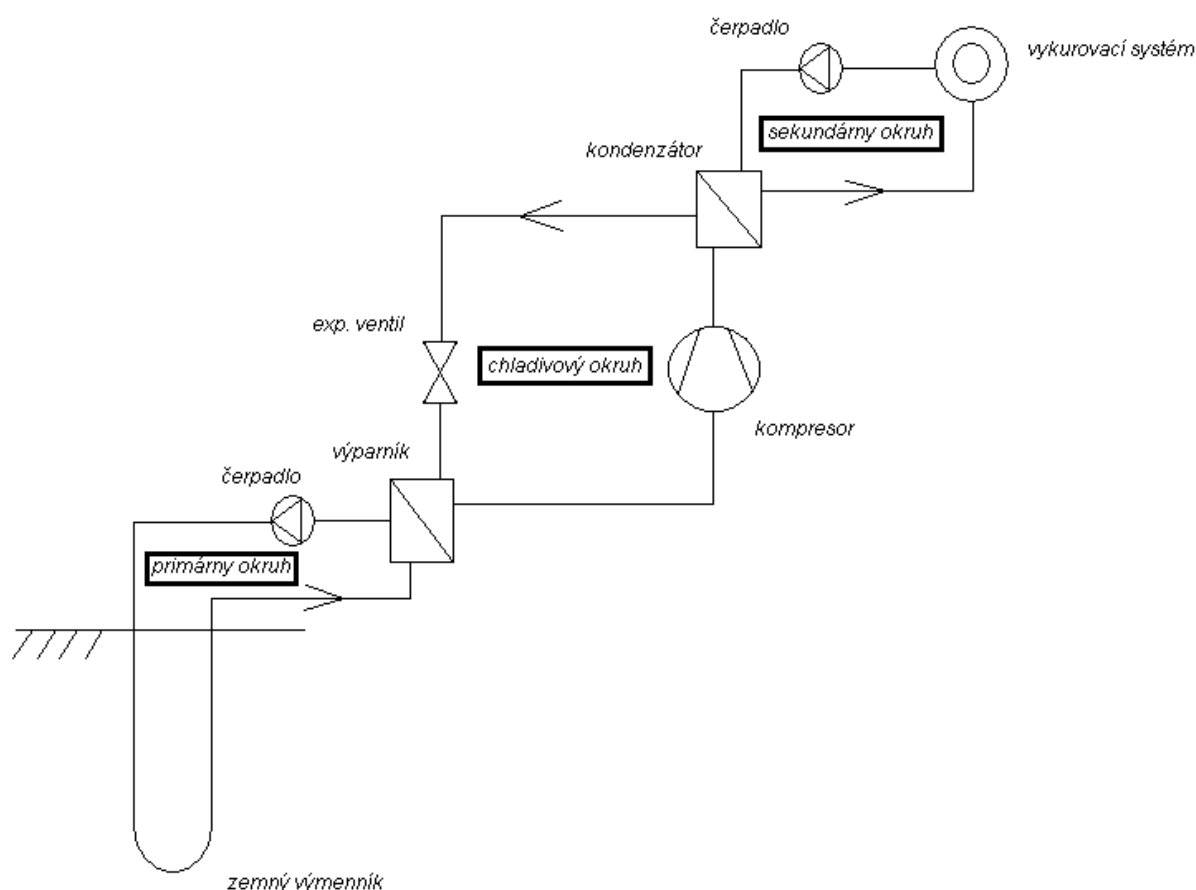 čerpadlo
vykurovací systém
sekundárny okruh
kondenzátor
exp. ventil
chladivový okruh
kompresor
výparník
čerpadlo
primárny okruh
zemný výmenník